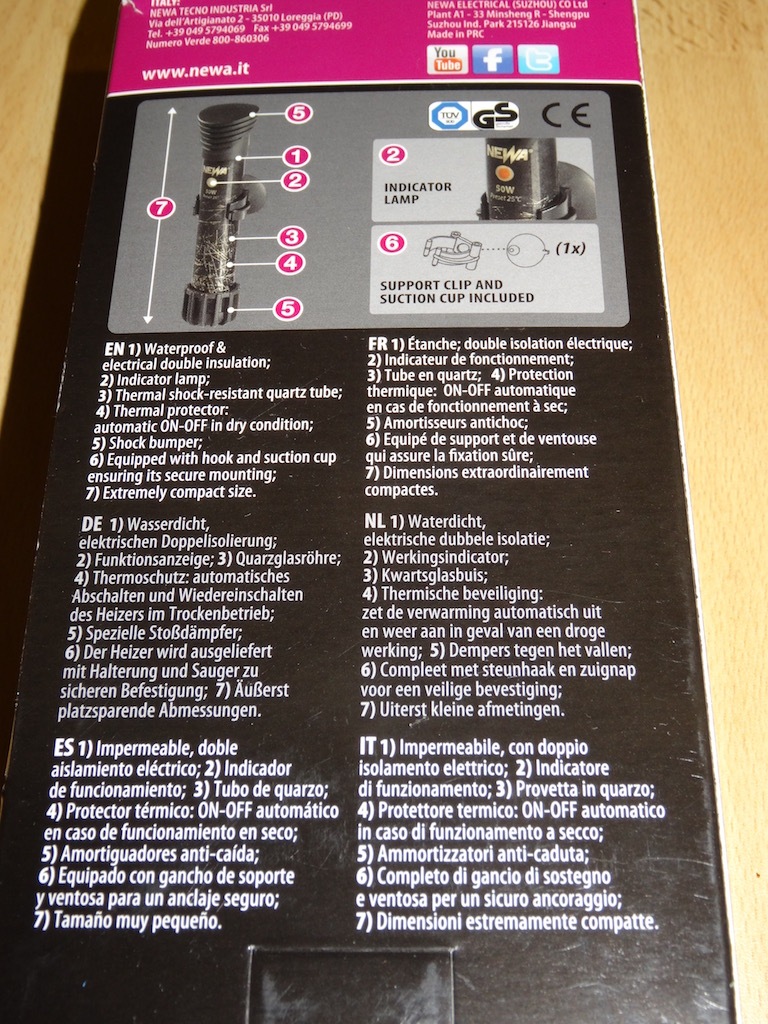 ITALY:
NEWA TECNO INDUSTRIA Srl
Via dell'Artigianato 2 - 35010 Loreggia (PD)
Tel. +39 049 5794069 Fax +39 049 5794699
Numero Verde 800-860306
www.newa.it
NEWA ELECTRICAL (SUZHOU) CO Ltd
Plant A1 - 33 Minsheng R - Shengpu
Suzhou Ind. Park 215126 Jiangsu
Made in PRC
You
Tube
f
t
5
1
2
7
3
4
5
NEWA
50W
TÜV
GS
CE
2
INDICATOR
LAMP
NEWA
50W
Preset 25°C
6
(1x)
SUPPORT CLIP AND
SUCTION CUP INCLUDED
EN 1) Waterproof &
electrical double insulation;
2) Indicator lamp;
3) Thermal shock-resistant quartz tube;
4) Thermal protector:
automatic ON-OFF in dry condition;
5) Shock bumper;
6) Equipped with hook and suction cup
ensuring its secure mounting;
7) Extremely compact size.
FR 1) Étanche; double isolation électrique;
2) Indicateur de fonctionnement;
3) Tube en quartz; 4) Protection
thermique: ON-OFF automatique
en cas de fonctionnement à sec;
5) Amortisseurs antichoc;
6) Equipé de support et de ventouse
qui assure la fixation sûre;
7) Dimensions extraordinairement
compactes.
DE 1) Wasserdicht,
elektrischen Doppelisolierung;
2) Funktionsanzeige; 3) Quarzglasröhre;
4) Thermoschutz: automatisches
Abschalten und Wiedereinschalten
des Heizers im Trockenbetrieb;
5) Spezielle Stoßdämpfer;
6) Der Heizer wird ausgeliefert
mit Halterung und Sauger zu
sicheren Befestigung; 7) Äüßerst
platzsparende Abmessungen.
NL 1) Waterdicht,
elektrische dubbele isolatie;
2) Werkingsindicator;
3) Kwartsglasbuis;
4) Thermische beveiliging:
zet de verwarming automatisch uit
en weer aan in geval van een droge
werking; 5) Dempers tegen het vallen;
6) Compleet met steunhaak en zuignap
voor een veilige bevestiging;
7) Uiterst kleine afmetingen.
ES 1) Impermeable, doble
aislamiento eléctrico; 2) Indicador
de funcionamiento; 3) Tubo de quarzo;
4) Protector térmico: ON-OFF automático
en caso de funcionamiento en seco;
5) Amortiguadores anti-caída;
6) Equipado con gancho de soporte
y ventosa para un anclaje seguro;
7) Tamaño muy pequeño.
IT 1) Impermeabile, con doppio
isolamento elettrico; 2) Indicatore
di funzionamento; 3) Provetta in quarzo;
4) Protettore termico: ON-OFF automatico
in caso di funzionamento a secco;
5) Ammortizzatori anti-caduta;
6) Completo di gancio di sostegno
e ventosa per un sicuro ancoraggio;
7) Dimensioni estremamente compatte.